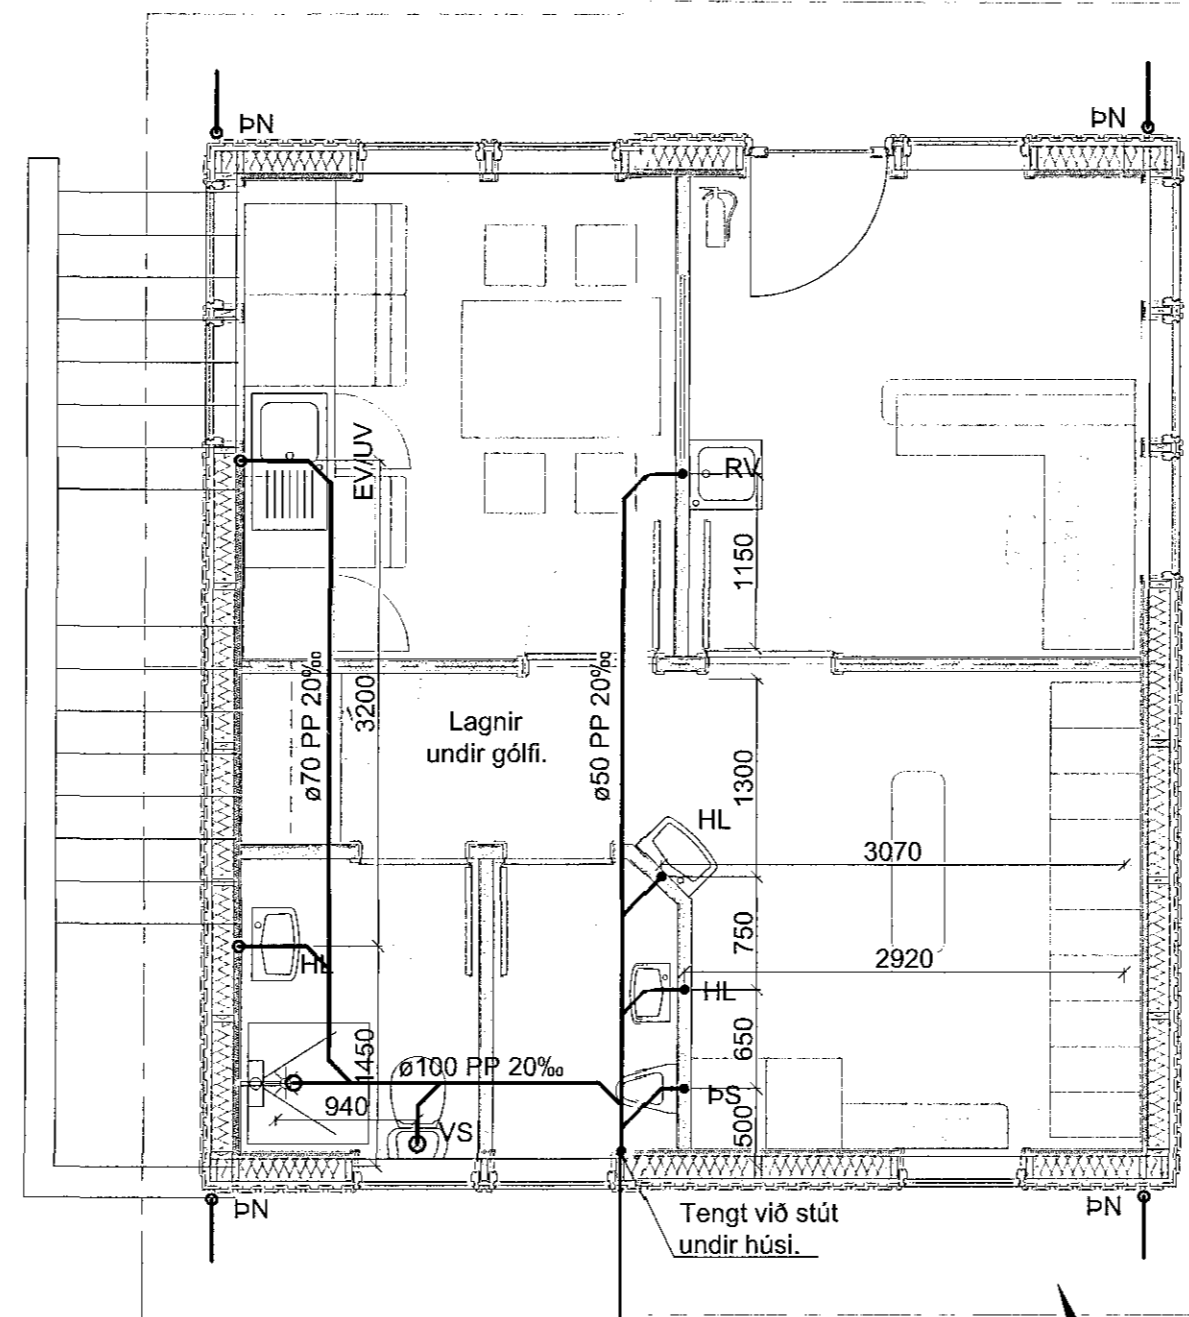 ÞN
ÞN
EV/UV
RV
1150
ø70 PP 20‰
3200
Lagnir
undir gólfi.
ø50 PP 20‰
1300
HL
3070
750
HL
2920
HL
650
1450
ø100 PP 20‰
940
VS
ÞS
500
ÞN
Tengt við stút
undir húsi.
ÞN